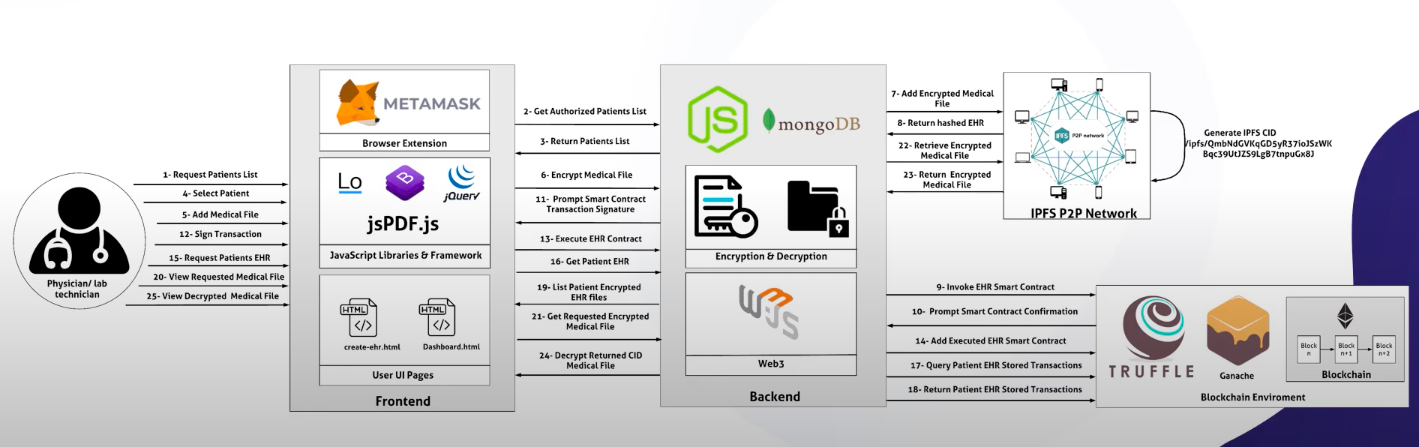 1- Request Patients List
4- Select Patient
5- Add Medical File
12- Sign Transaction
15- Request Patients EHR
20- View Requested Medical File
25- View Decrypted Medical File
Physician/ lab
technician
METAMASK
Browser Extension
Lo
B
jQuery
jsPDF.js
JavaScript Libraries & Framework
HTML
</>
create-ehr.html
HTML
</>
Dashboard.html
User UI Pages
Frontend
2- Get Authorized Patients List
3- Return Patients List
6- Encrypt Medical File
11- Prompt Smart Contract
Transaction Signature
13- Execute EHR Contract
16- Get Patient EHR
19- List Patient Encrypted
EHR files
21- Get Requested Encrypted
Medical File
24- Decrypt Returned CID
Medical File
JS
mongoDB
Encryption & Decryption
W3JS
Web3
Backend
7- Add Encrypted Medical
File
8- Return hashed EHR
22- Retrieve Encrypted
Medical File
23- Return Encrypted
Medical File
IPFS P2P network
IPFS P2P Network
Generate IPFS CID
/ipfs/QmbNdGVKqGD5yR37ioJSzWK
Bqc39UtJZS9LgB7tnpuGx8J
9- Invoke EHR Smart Contract
10- Prompt Smart Contract Confirmation
14- Add Executed EHR Smart Contract
17- Query Patient EHR Stored Transactions
18- Return Patient EHR Stored Transactions
TRUFFLE
Ganache
Block
n
Block
n+1
Block
n+2
Blockchain
Blockchain Enviroment